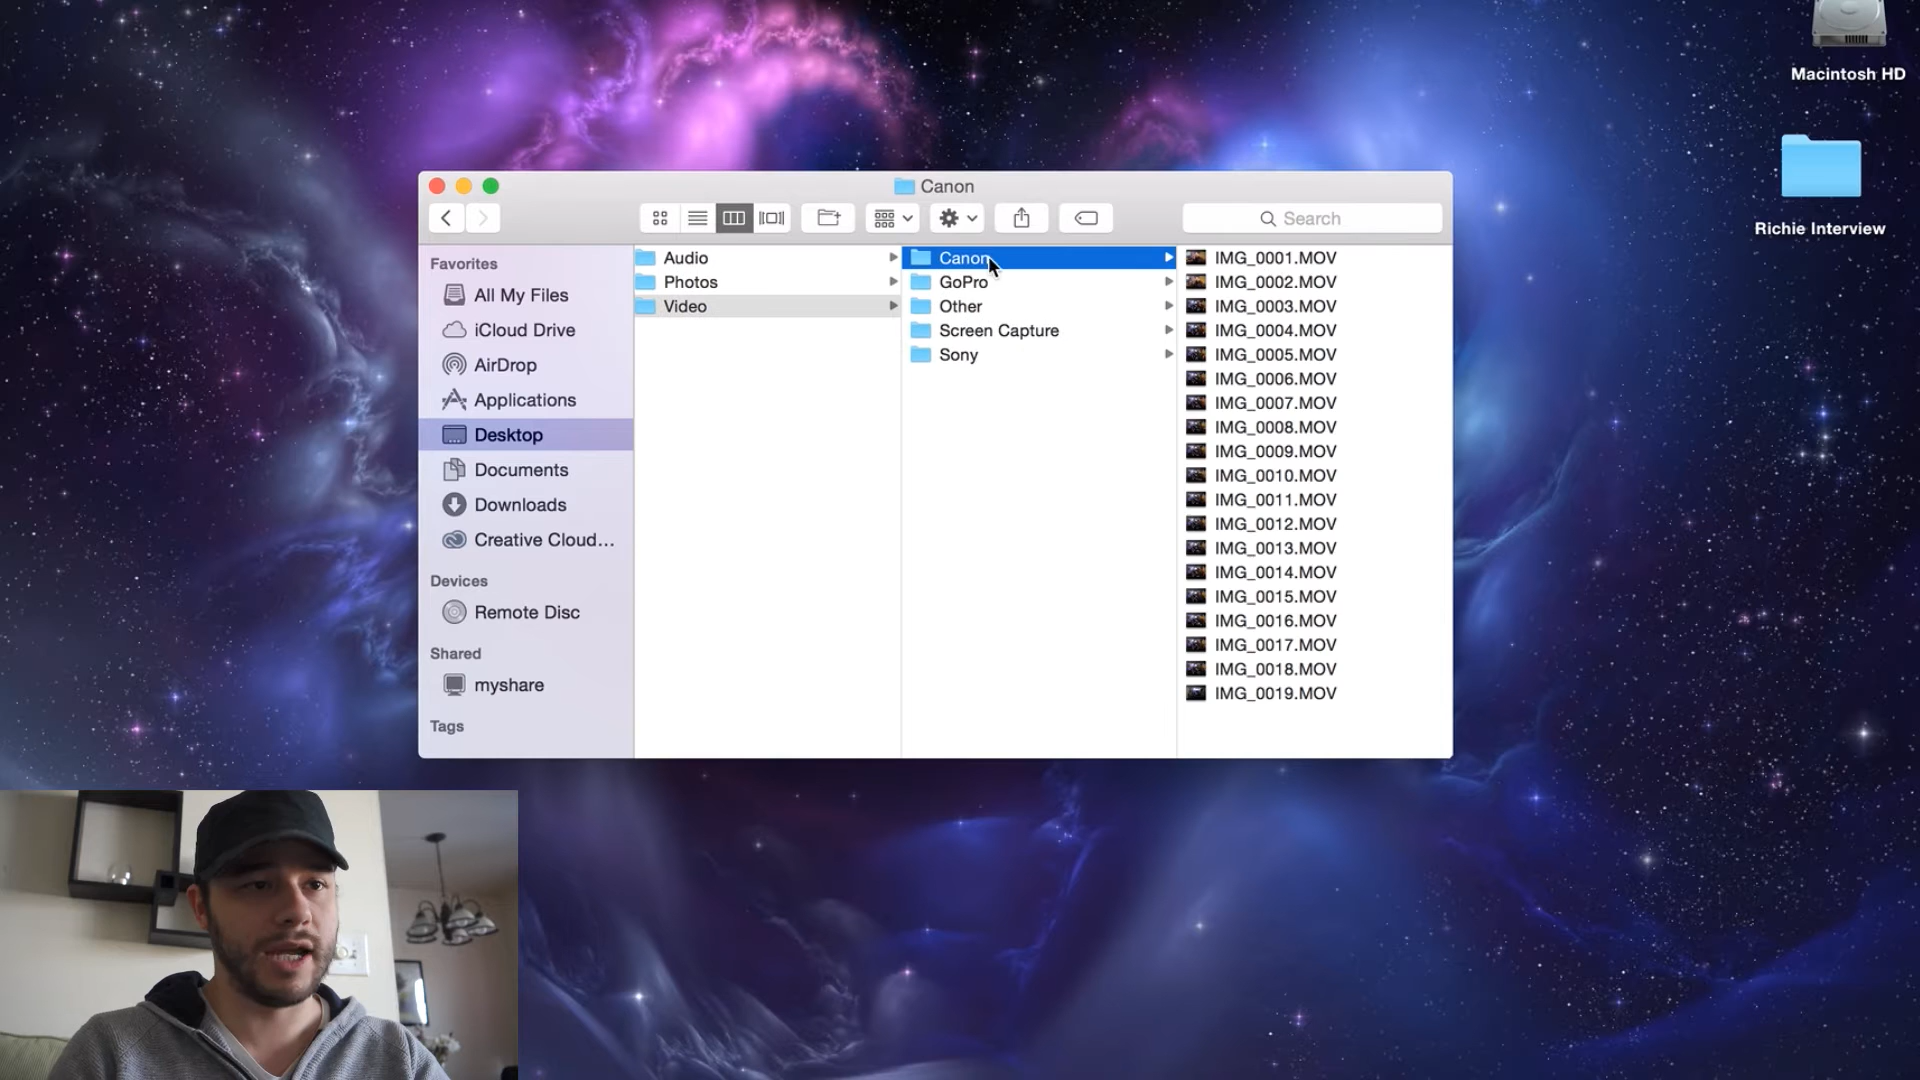 Macintosh HD
Richie Interview
Canon
Search
Favorites
All My Files
iCloud Drive
AirDrop
Applications
Desktop
Documents
Downloads
Creative Cloud...
Devices
Remote Disc
Shared
myshare
Tags
Audio
Photos
Video
Canon
GoPro
Other
Screen Capture
Sony
IMG_0001.MOV
IMG_0002.MOV
IMG_0003.MOV
IMG_0004.MOV
IMG_0005.MOV
IMG_0006.MOV
IMG_0007.MOV
IMG_0008.MOV
IMG_0009.MOV
IMG_0010.MOV
IMG_0011.MOV
IMG_0012.MOV
IMG_0013.MOV
IMG_0014.MOV
IMG_0015.MOV
IMG_0016.MOV
IMG_0017.MOV
IMG_0018.MOV
IMG_0019.MOV